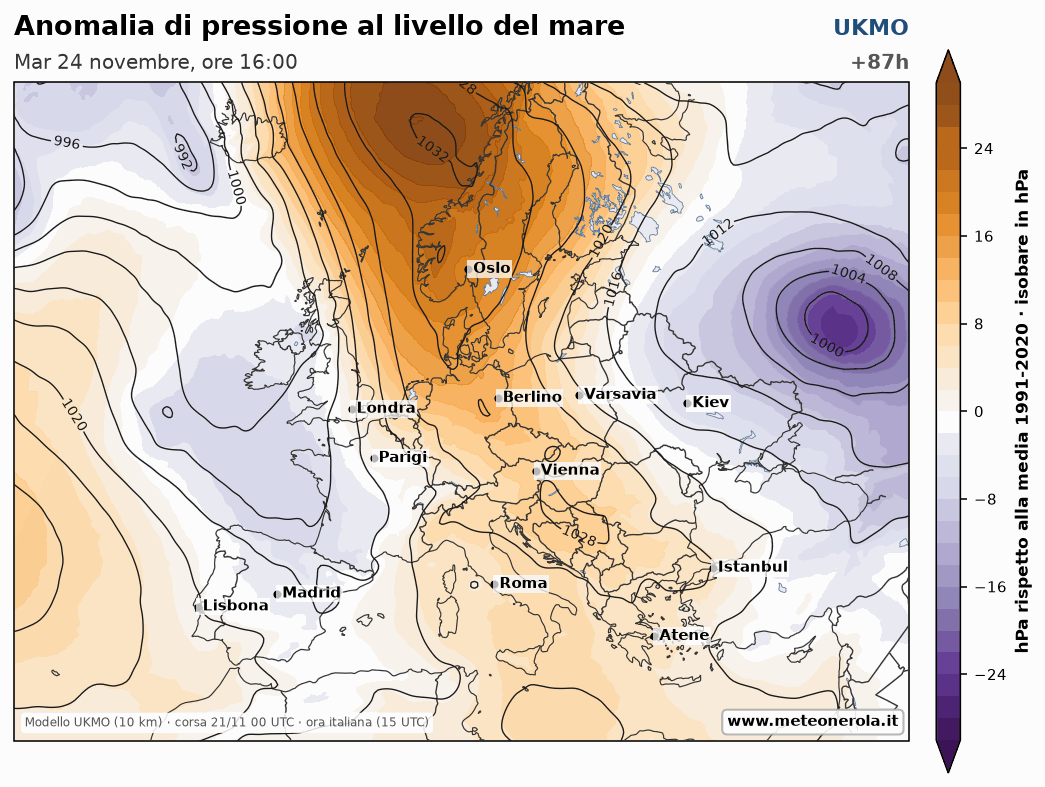 Anomalia di pressione al livello del mare
UKMO
Mar 24 novembre, ore 16:00
+87h
996
992
1000
28
1032
1020
1016
1012
1008
1004
1000
1020
1028
Oslo
Londra
Berlino
Varsavia
Kiev
Parigi
Vienna
Istanbul
Roma
Madrid
Lisbona
Atene
24
16
8
0
−8
−16
−24
hPa rispetto alla media 1991-2020 · isobare in hPa
Modello UKMO (10 km) · corsa 21/11 00 UTC · ora italiana (15 UTC)
www.meteonerola.it